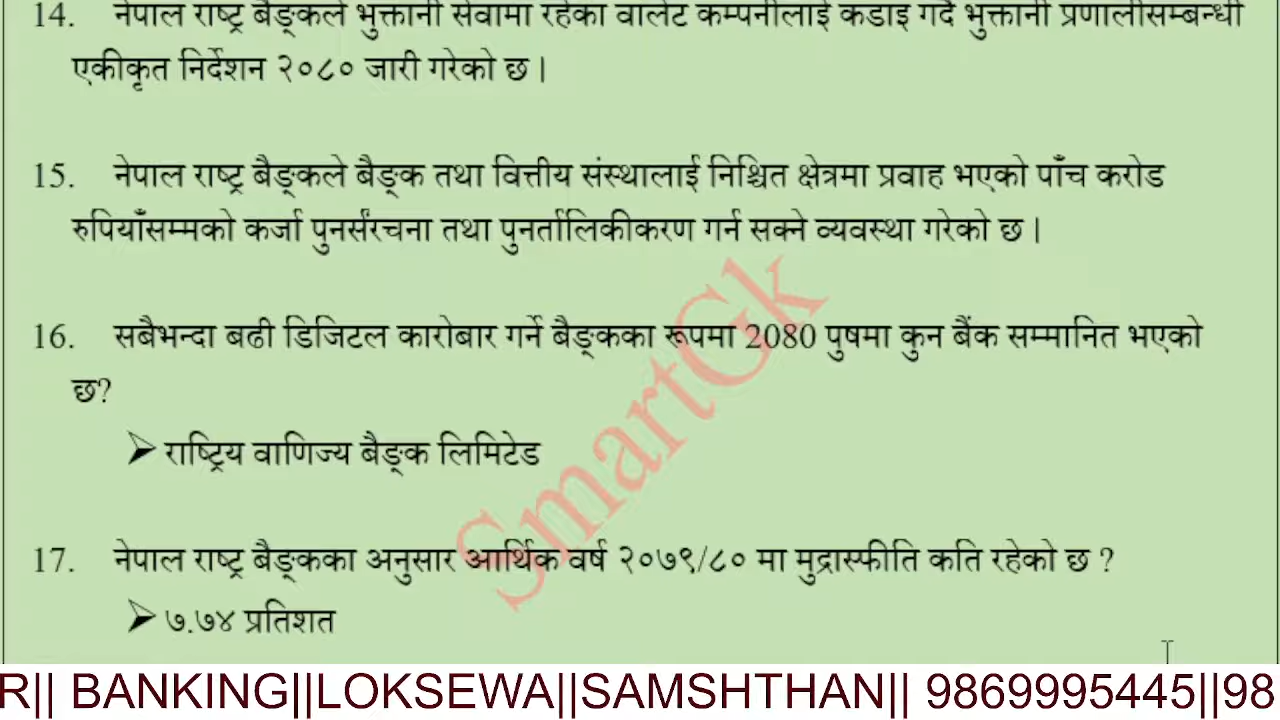 14. नेपाल राष्ट्र बैङ्कले भुक्तानी सेवामा रहेका वालेट कम्पनीलाई कडाइ गर्दै भुक्तानी प्रणालीसम्बन्धी
एकीकृत निर्देशन २०८० जारी गरेको छ ।
15. नेपाल राष्ट्र बैङ्कले बैङ्क तथा वित्तीय संस्थालाई निश्चित क्षेत्रमा प्रवाह भएको पाँच करोड
रुपियाँसम्मको कर्जा पुनर्संरचना तथा पुनर्तालिकीकरण गर्न सक्ने व्यवस्था गरेको छ ।
16. सबैभन्दा बढी डिजिटल कारोबार गर्ने बैङ्कका रूपमा 2080 पुषमा कुन बैंक सम्मानित भएको
छ?
➢ राष्ट्रिय वाणिज्य बैङ्क लिमिटेड
17. नेपाल राष्ट्र बैङ्कका अनुसार आर्थिक वर्ष २०७९/८० मा मुद्रास्फीति कति रहेको छ ?
➢ ७.७४ प्रतिशत
SmartGk
R|| BANKING||LOKSEWA||SAMSHTHAN|| 9869995445||98